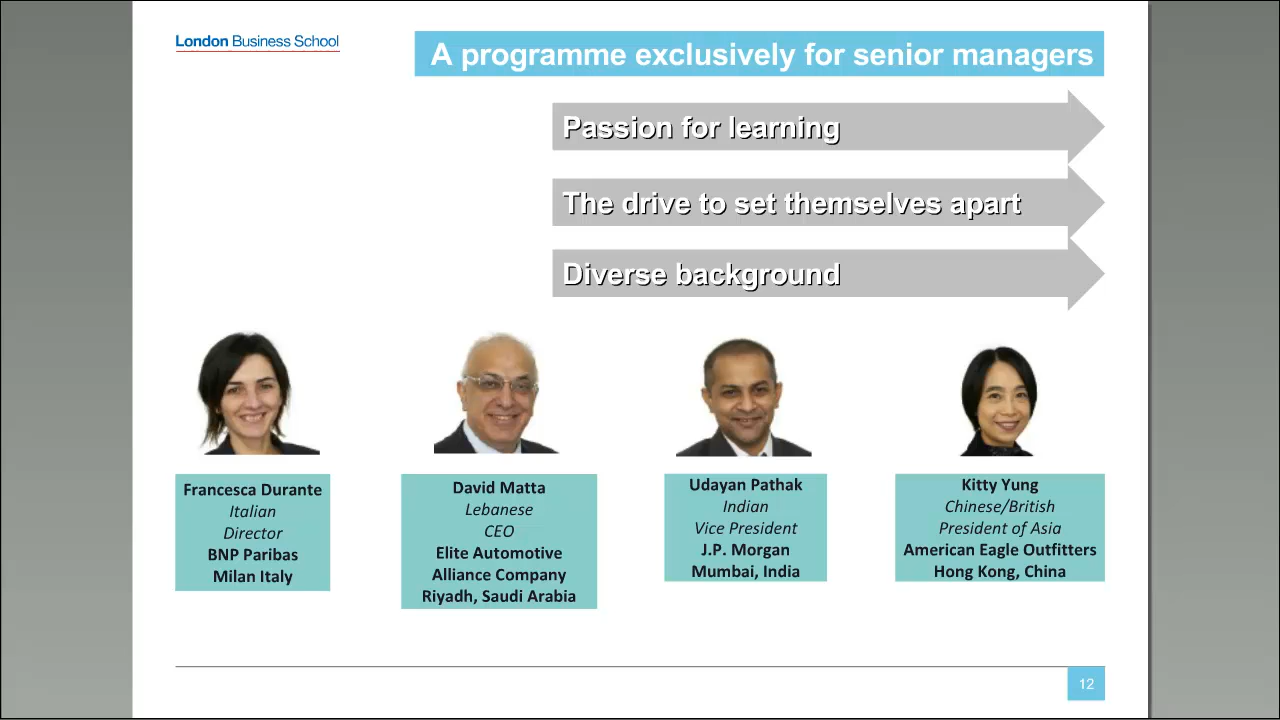 London Business School
A programme exclusively for senior managers
Passion for learning
The drive to set themselves apart
Diverse background
Francesca Durante
Italian
Director
BNP Paribas
Milan Italy
David Matta
Lebanese
CEO
Elite Automotive
Alliance Company
Riyadh, Saudi Arabia
Udayan Pathak
Indian
Vice President
J.P. Morgan
Mumbai, India
Kitty Yung
Chinese/British
President of Asia
American Eagle Outfitters
Hong Kong, China
12